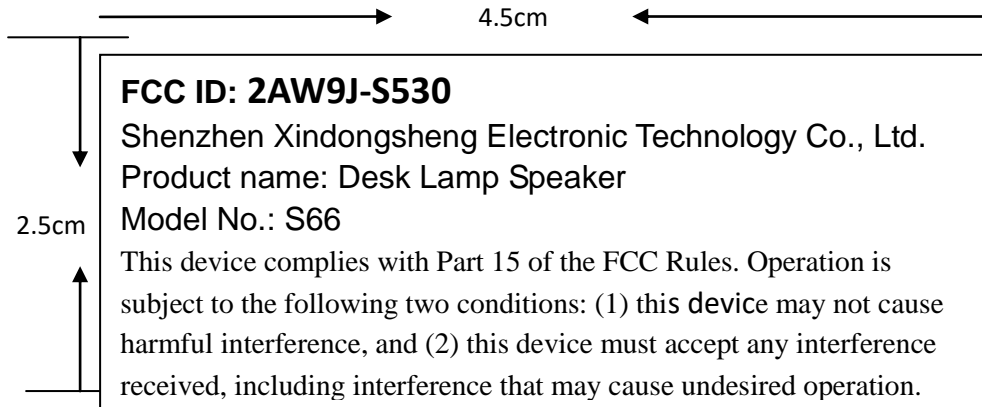 4.5cm
FCC ID: 2AW9J-S530
Shenzhen Xindongsheng Electronic Technology Co., Ltd.
Product name: Desk Lamp Speaker
2.5cm
Model No.: S66
This device complies with Part 15 of the FCC Rules. Operation is
subject to the following two conditions: (1) this device may not cause
harmful interference, and (2) this device must accept any interference
received, including interference that may cause undesired operation.